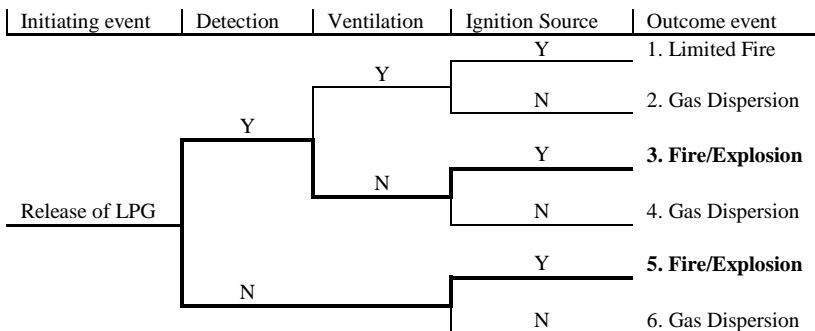 Initiating event Detection Ventilation Ignition Source Outcome event
Y 1. Limited Fire
Y
N 2. Gas Dispersion
Y
Y 3. Fire/Explosion
N
Release of LPG N 4. Gas Dispersion
Y 5. Fire/Explosion
N
N 6. Gas Dispersion